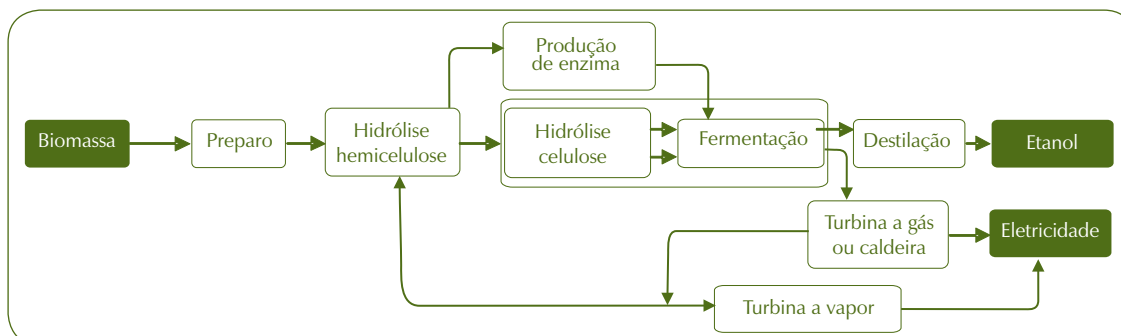 Produção
de enzima
Biomassa
Preparo
Hidrólise
hemicelulose
Hidrólise
celulose
Fermentação
Destilação
Etanol
Turbina a gás
ou caldeira
Eletricidade
Turbina a vapor